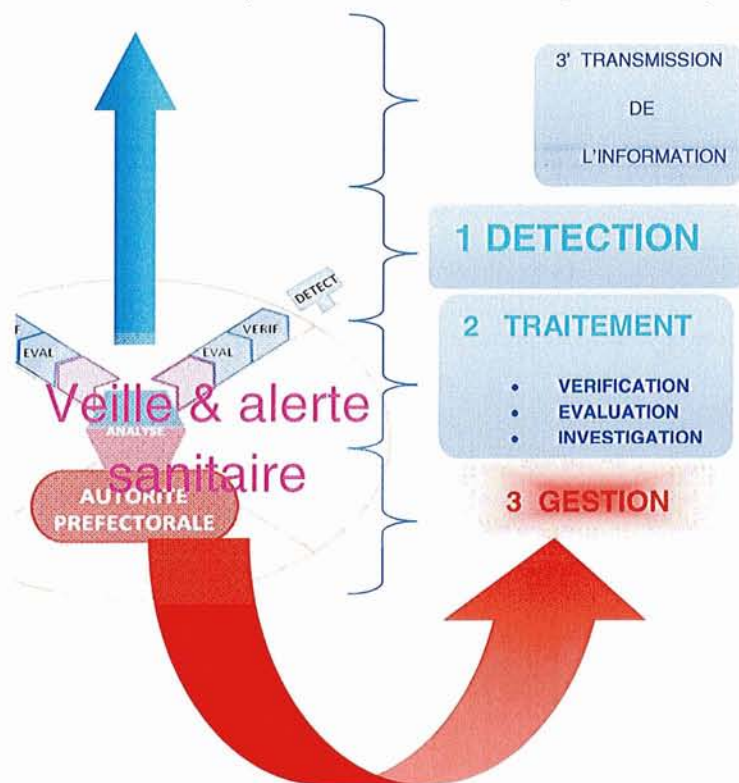 3' TRANSMISSION
DE
L'INFORMATION
1 DETECTION
2 TRAITEMENT
• VERIFICATION
• EVALUATION
• INVESTIGATION
3 GESTION
DETECT
VERIF
EVAL
F
EVAL
Veille & alerte
sanitaire
ANALYSE
AUTORITE
PREFECTORALE